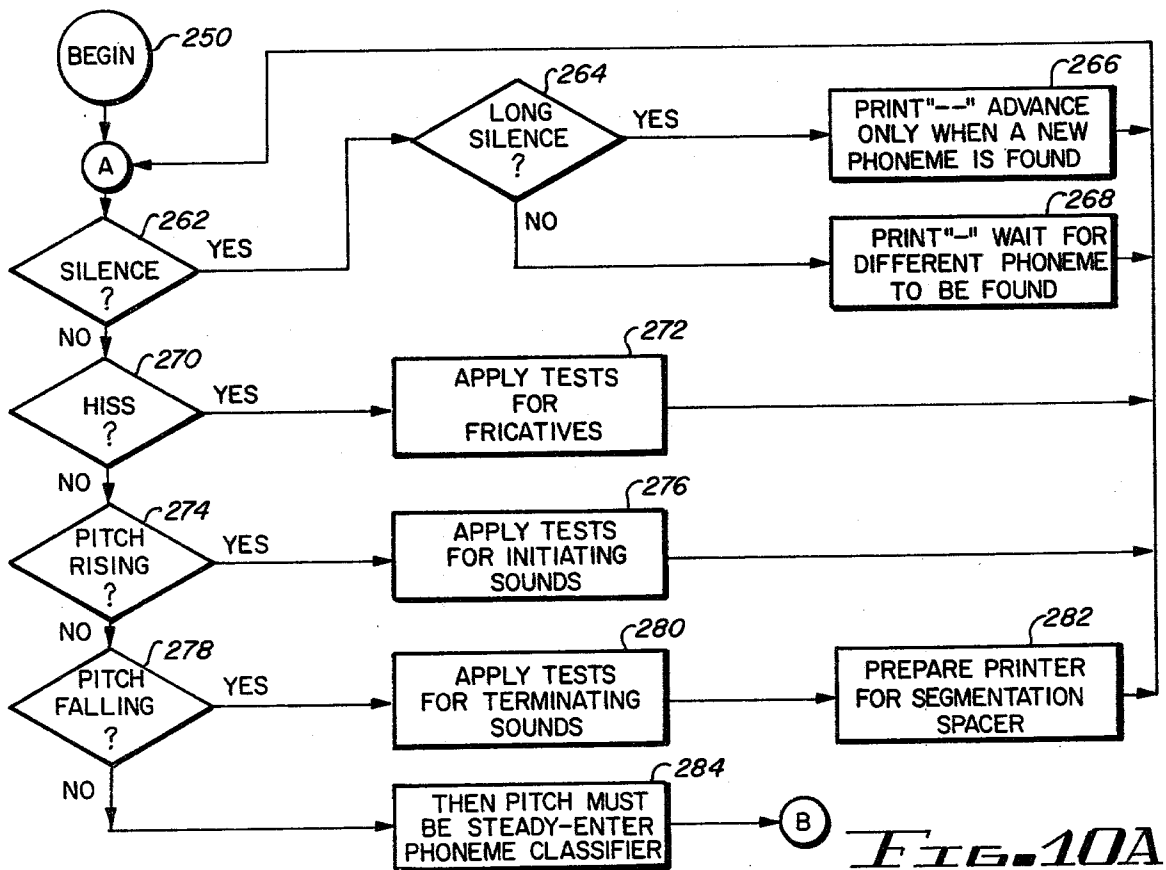 BEGIN
250
A
262
SILENCE
?
YES
NO
264
LONG
SILENCE
?
YES
NO
266
PRINT"--" ADVANCE
ONLY WHEN A NEW
PHONEME IS FOUND
268
PRINT"-" WAIT FOR
DIFFERENT PHONEME
TO BE FOUND
270
HISS
?
YES
NO
272
APPLY TESTS
FOR
FRICATIVES
274
PITCH
RISING
?
YES
NO
276
APPLY TESTS
FOR INITIATING
SOUNDS
278
PITCH
FALLING
?
YES
NO
280
APPLY TESTS
FOR TERMINATING
SOUNDS
282
PREPARE PRINTER
FOR SEGMENTATION
SPACER
284
THEN PITCH MUST
BE STEADY-ENTER
PHONEME CLASSIFIER
B
FIG. 10A